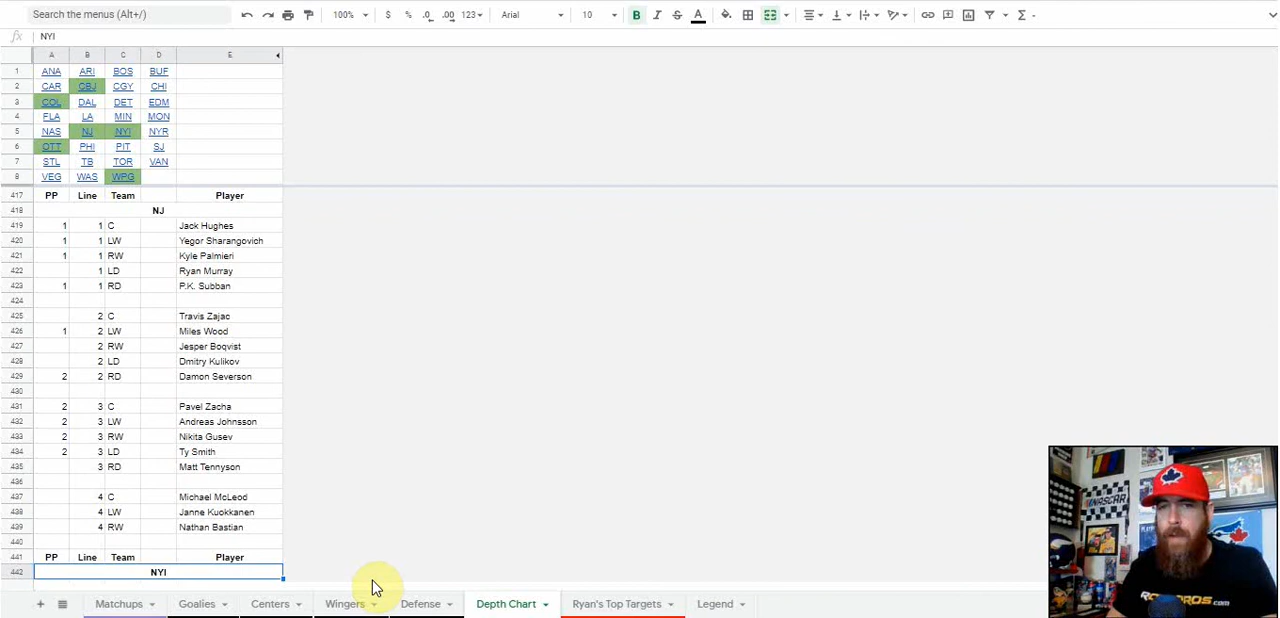 Search the menus (Alt+/) 100% $ % .0 .00 123 Arial 10 B I S A Σ
fx NYI
A B C D E
1 ANA ARI BOS BUF
2 CAR CBJ CGY CHI
3 COL DAL DET EDM
4 FLA LA MIN MON
5 NAS NJ NYI NYR
6 OTT PHI PIT SJ
7 STL TB TOR VAN
8 VEG WAS WPG
417 PP Line Team Player
418 NJ
419 1 1 C Jack Hughes
420 1 1 LW Yegor Sharangovich
421 1 1 RW Kyle Palmieri
422 1 LD Ryan Murray
423 1 1 RD P.K. Subban
424
425 2 C Travis Zajac
426 1 2 LW Miles Wood
427 2 RW Jesper Boqvist
428 2 LD Dmitry Kulikov
429 2 2 RD Damon Severson
430
431 2 3 C Pavel Zacha
432 2 3 LW Andreas Johnsson
433 2 3 RW Nikita Gusev
434 2 3 LD Ty Smith
435 3 RD Matt Tennyson
436
437 4 C Michael McLeod
438 4 LW Janne Kuokkanen
439 4 RW Nathan Bastian
440
441 PP Line Team Player
442 NYI
+ Matchups Goalies Centers Wingers Defense Depth Chart Ryan's Top Targets Legend
NASCAR
.com